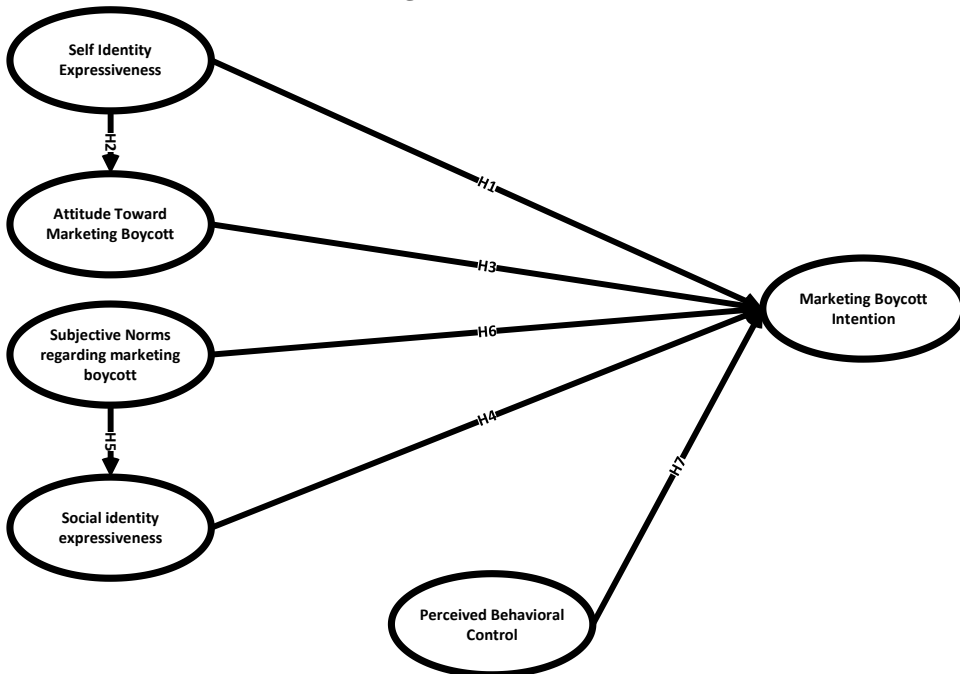 Self Identity
Expressiveness
H2
H1
Attitude Toward
Marketing Boycott
H3
Marketing Boycott
Intention
Subjective Norms
regarding marketing
boycott
H6
H5
H4
H7
Social identity
expressiveness
Perceived Behavioral
Control